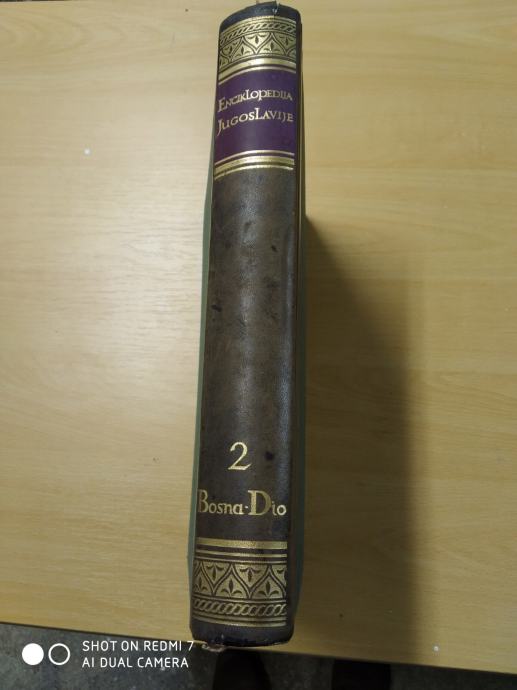 Enciklopedija
Jugoslavije
2
Bosna-Dio
SHOT ON REDMI 7
AI DUAL CAMERA